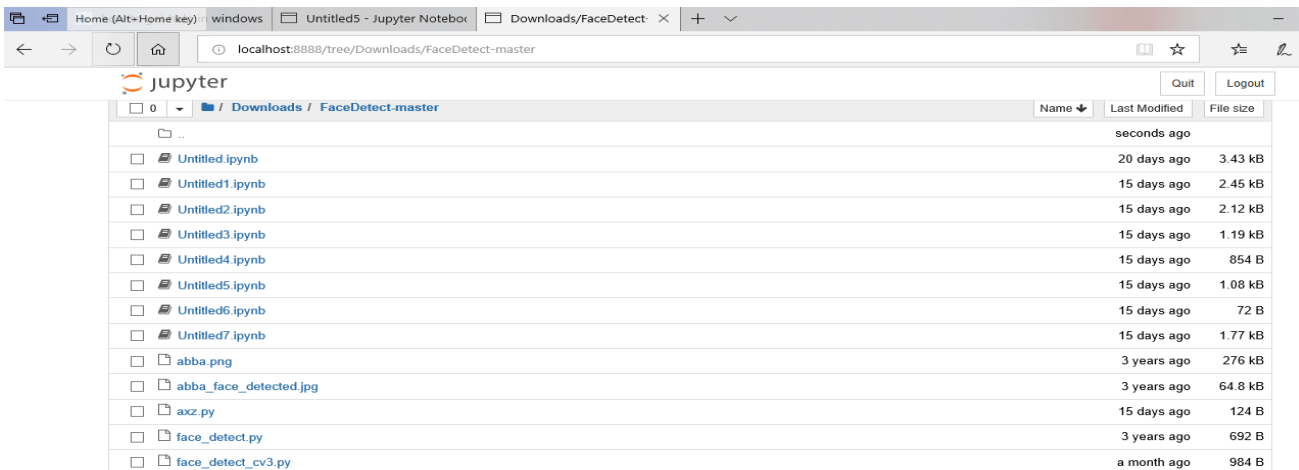 Home (Alt+Home key) in windows Untitled5 - Jupyter Noteboo Downloads/FaceDetect-
localhost:8888/tree/Downloads/FaceDetect-master
jupyter Quit Logout
0 / Downloads / FaceDetect-master Name Last Modified File size
.. seconds ago
Untitled.ipynb 20 days ago 3.43 kB
Untitled1.ipynb 15 days ago 2.45 kB
Untitled2.ipynb 15 days ago 2.12 kB
Untitled3.ipynb 15 days ago 1.19 kB
Untitled4.ipynb 15 days ago 854 B
Untitled5.ipynb 15 days ago 1.08 kB
Untitled6.ipynb 15 days ago 72 B
Untitled7.ipynb 15 days ago 1.77 kB
abba.png 3 years ago 276 kB
abba_face_detected.jpg 3 years ago 64.8 kB
axz.py 15 days ago 124 B
face_detect.py 3 years ago 692 B
face_detect_cv3.py a month ago 984 B